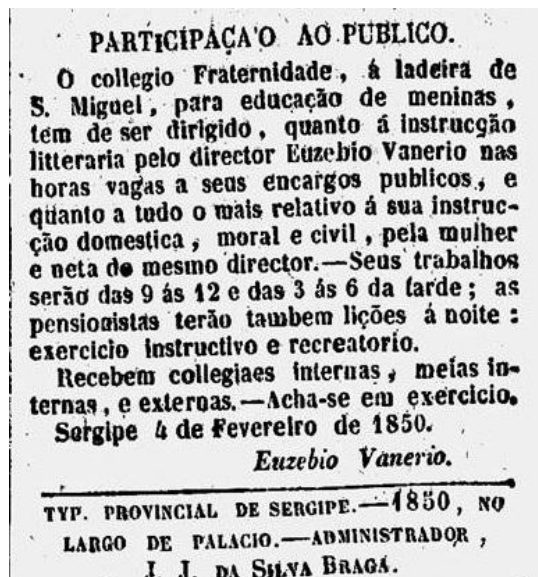 PARTICIPAÇA'O AO PUBLICO.
O collegio Fraternidade, á ladeira de
S. Miguel, para educação de meninas,
tem de ser dirigido, quanto á instrucção
litteraria pelo director Euzebio Vanerio nas
horas vagas a seus encargos publicos, e
quanto a tudo o mais relativo á sua instruc-
ção domestica, moral e civil, pela mulher
e neta do mesmo director.—Seus trabalhos
serão das 9 ás 12 e das 3 ás 6 da tarde; as
pensionistas terão tambem lições á noite:
exercicio instructivo e recreatorio.
Recebem collegiaes internas, meias in-
ternas, e externas.—Acha-se em exercicio.
Sergipe 4 de Fevereiro de 1850.
Euzebio Vanerio.
TYP. PROVINCIAL DE SERGIPE.—1850, NO
LARGO DE PALACIO.—ADMINISTRADOR,
J. J. DA SILVA BRAGA.